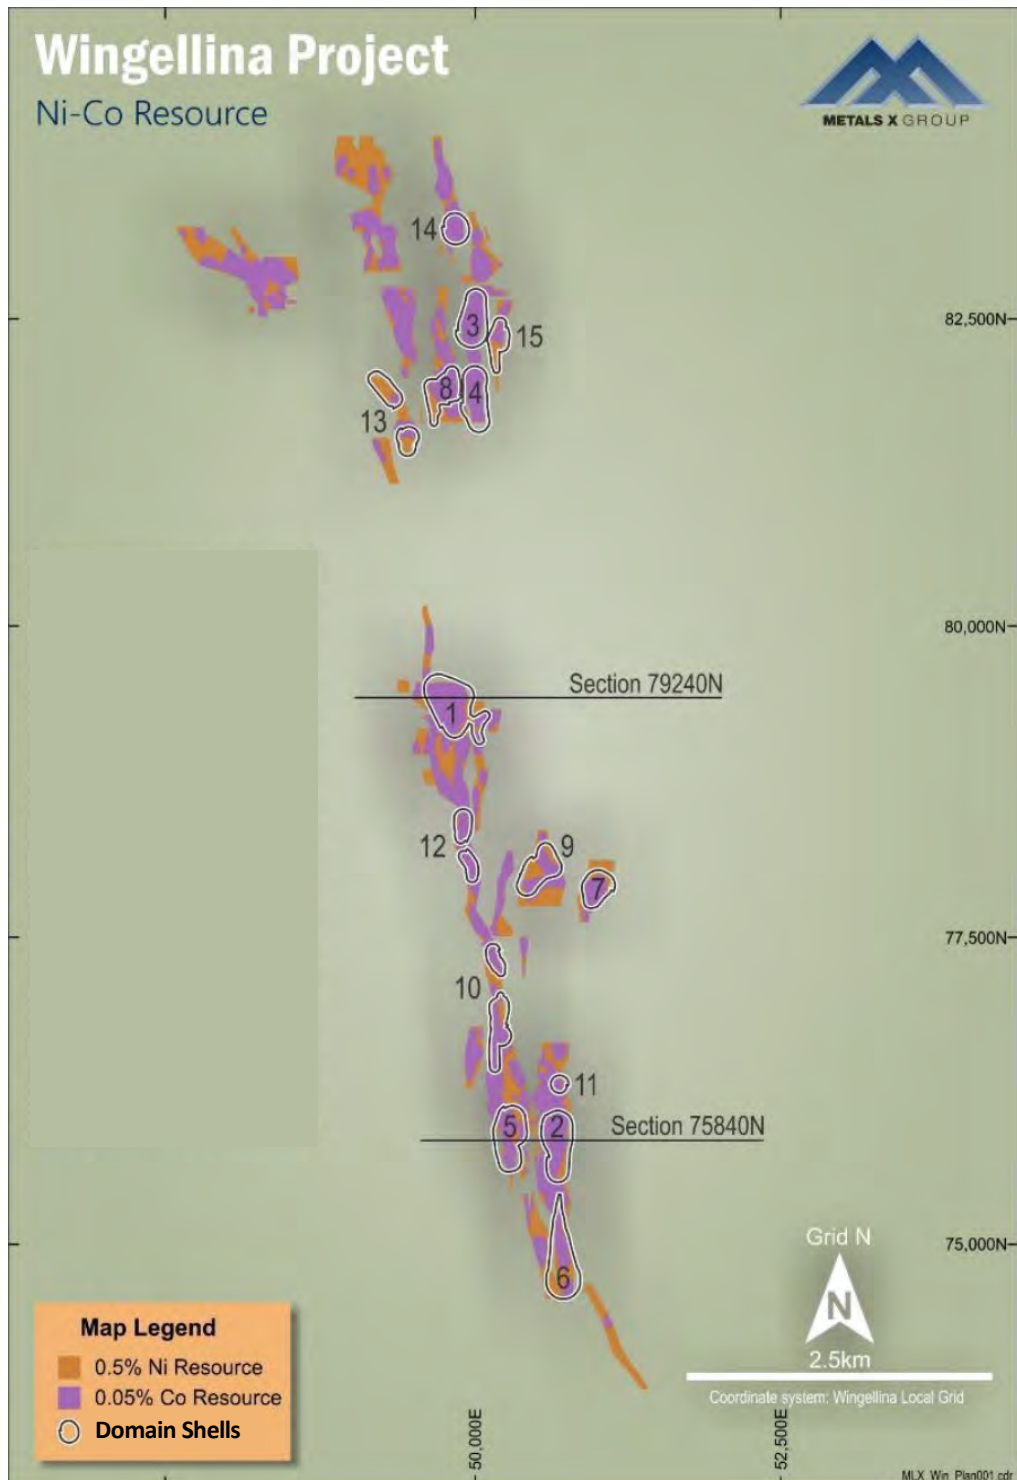 Wingellina Project
Ni-Co Resource
METALS X GROUP
14
3
15
82,500N
8
4
13
80,000N
Section 79240N
1
12
9
7
77,500N
10
11
5
2
Section 75840N
Grid N
75,000N
6
N
Map Legend
0.5% Ni Resource
0.05% Co Resource
Domain Shells
2.5km
Coordinate system: Wingellina Local Grid
50,000E
52,500E
MLX_Win_Plan001.cdr